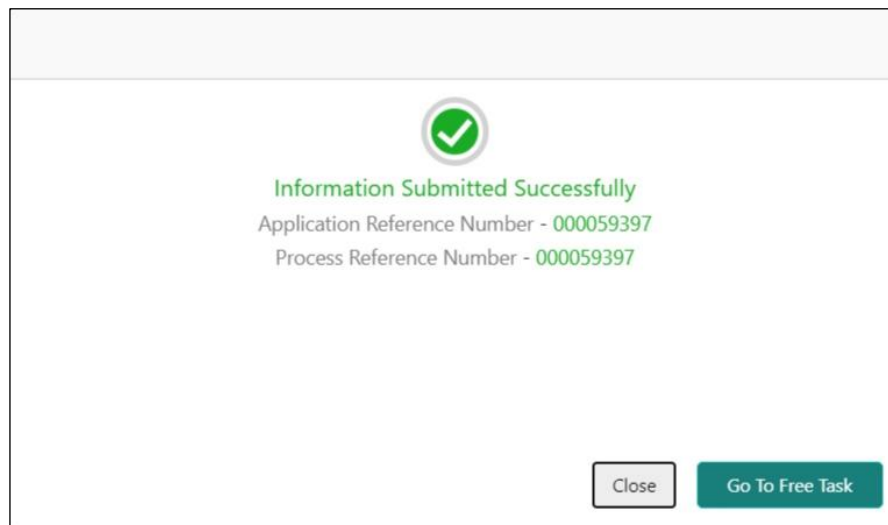 Information Submitted Successfully
Application Reference Number - 000059397
Process Reference Number - 000059397
Close
Go To Free Task